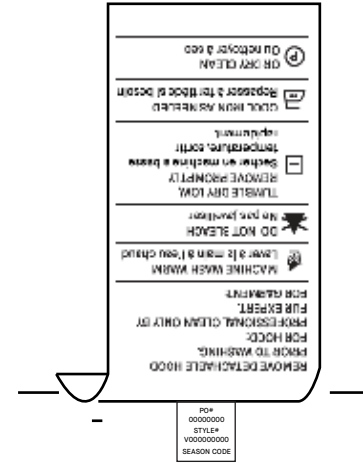 REMOVE DETACHABLE HOOD
PRIOR TO WASHING.
FOR HOOD:
PROFESSIONAL CLEAN ONLY BY
FUR EXPERT.
FOR GARMENT:
MACHINE WASH WARM
Laver à la main à l'eau chaud
DO NOT BLEACH
Ne pas javelliser
TUMBLE DRY LOW,
REMOVE PROMPTLY
Secher en machine a basse
temperature, sortir
rapidement
COOL IRON AS NEEDED
Repasser à fer tiède si besoin
P
OR DRY CLEAN
Ou nettoyer à sec
PO#
00000000
STYLE#
V000000000
SEASON CODE